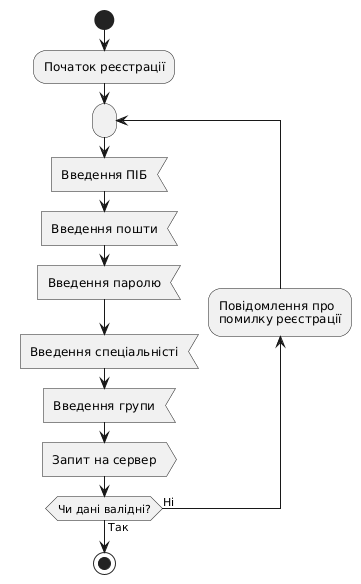 Початок реєстрації
Введення ПІБ
Введення пошти
Введення паролю
Повідомлення про
помилку реєстрації
Введення спеціальністі
Введення групи
Запит на сервер
Чи дані валідні?
Ні
Так